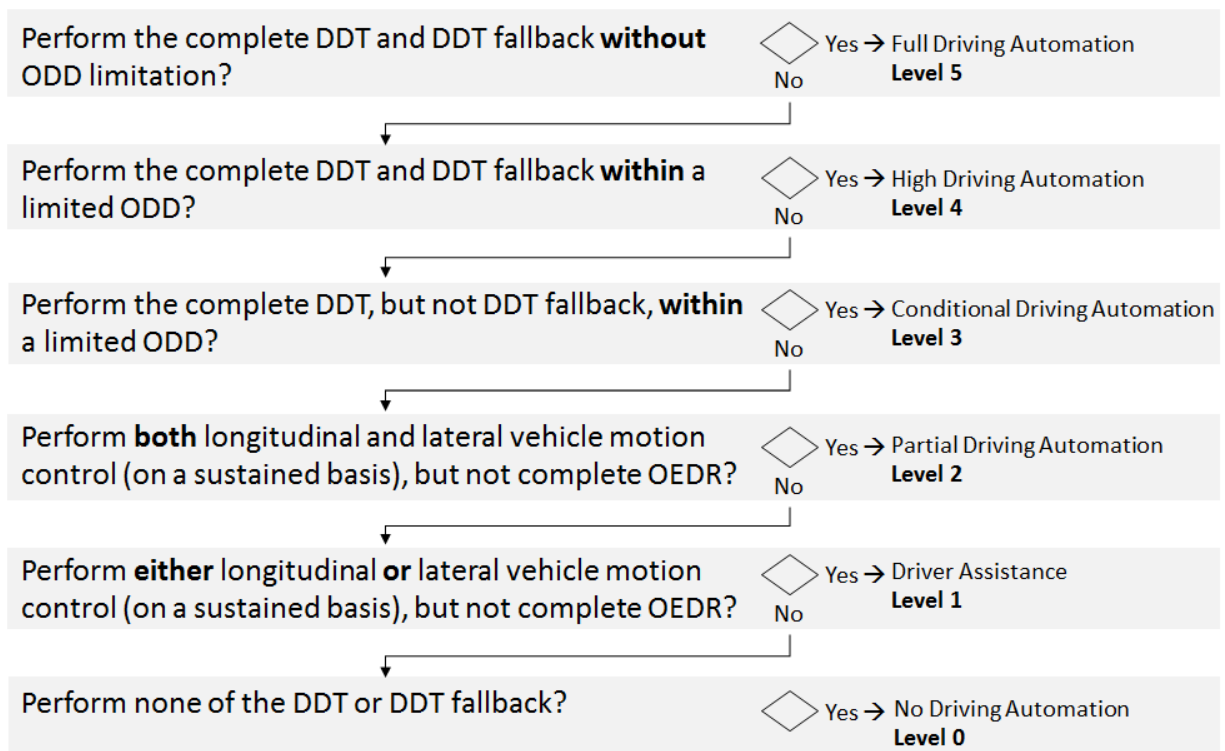 Perform the complete DDT and DDT fallback without
ODD limitation?
Yes → Full Driving Automation
Level 5
No
Perform the complete DDT and DDT fallback within a
limited ODD?
Yes → High Driving Automation
Level 4
No
Perform the complete DDT, but not DDT fallback, within
a limited ODD?
Yes → Conditional Driving Automation
Level 3
No
Perform both longitudinal and lateral vehicle motion
control (on a sustained basis), but not complete OEDR?
Yes → Partial Driving Automation
Level 2
No
Perform either longitudinal or lateral vehicle motion
control (on a sustained basis), but not complete OEDR?
Yes → Driver Assistance
Level 1
No
Perform none of the DDT or DDT fallback?
Yes → No Driving Automation
Level 0